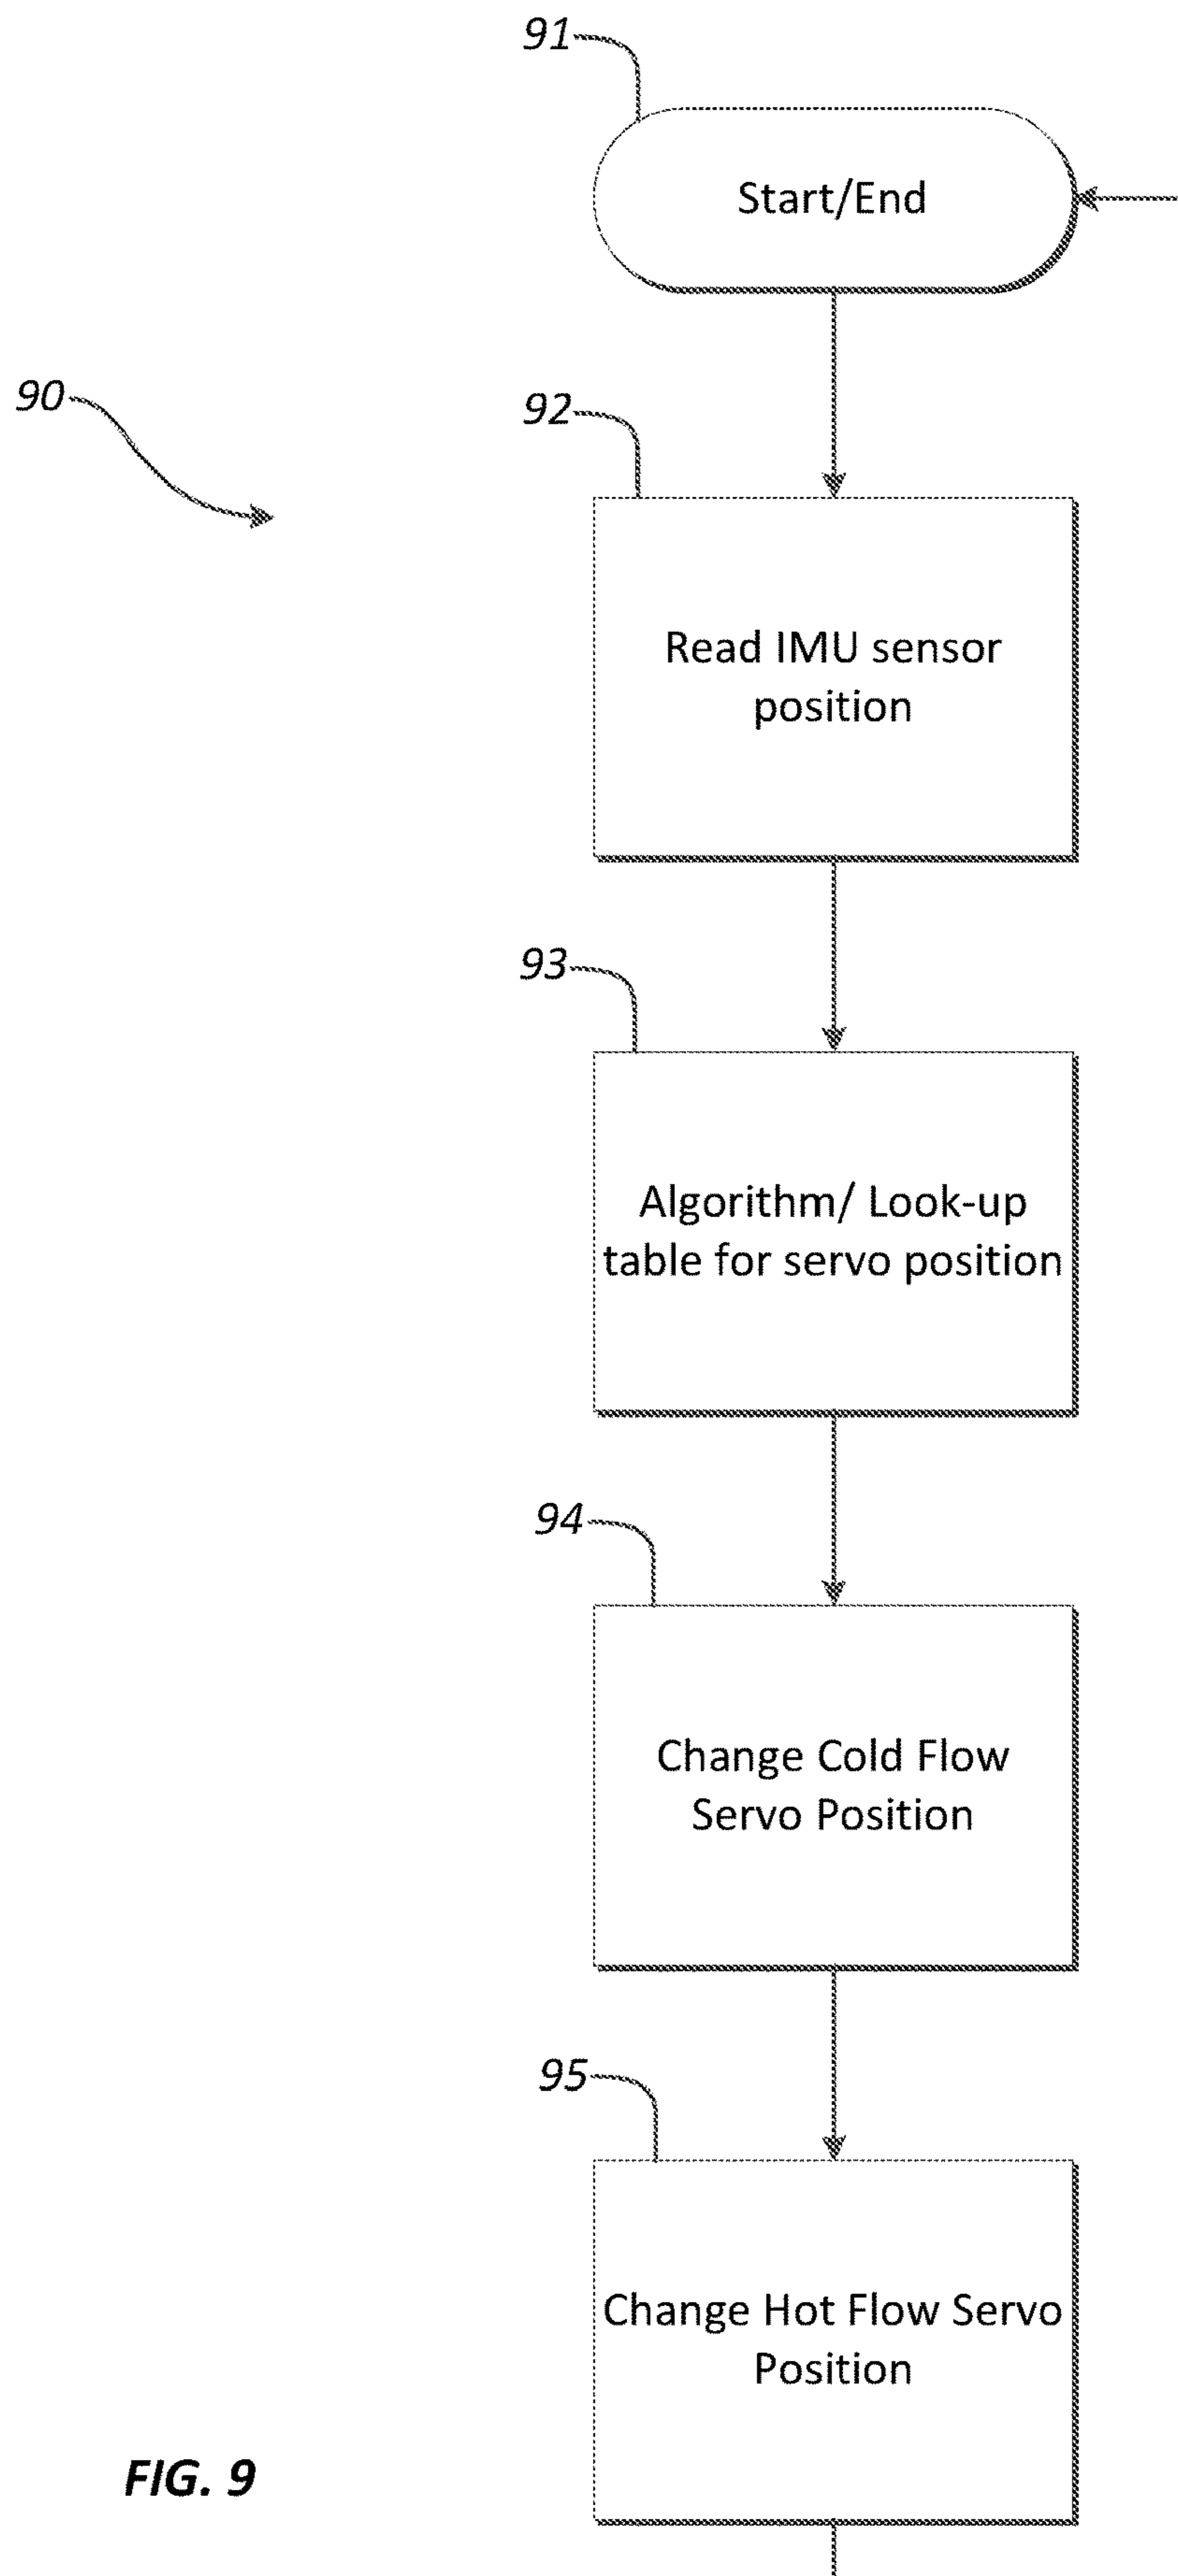 91
Start/End
90
92
Read IMU sensor
position
93
Algorithm/ Look-up
table for servo position
94
Change Cold Flow
Servo Position
95
Change Hot Flow Servo
Position
FIG. 9